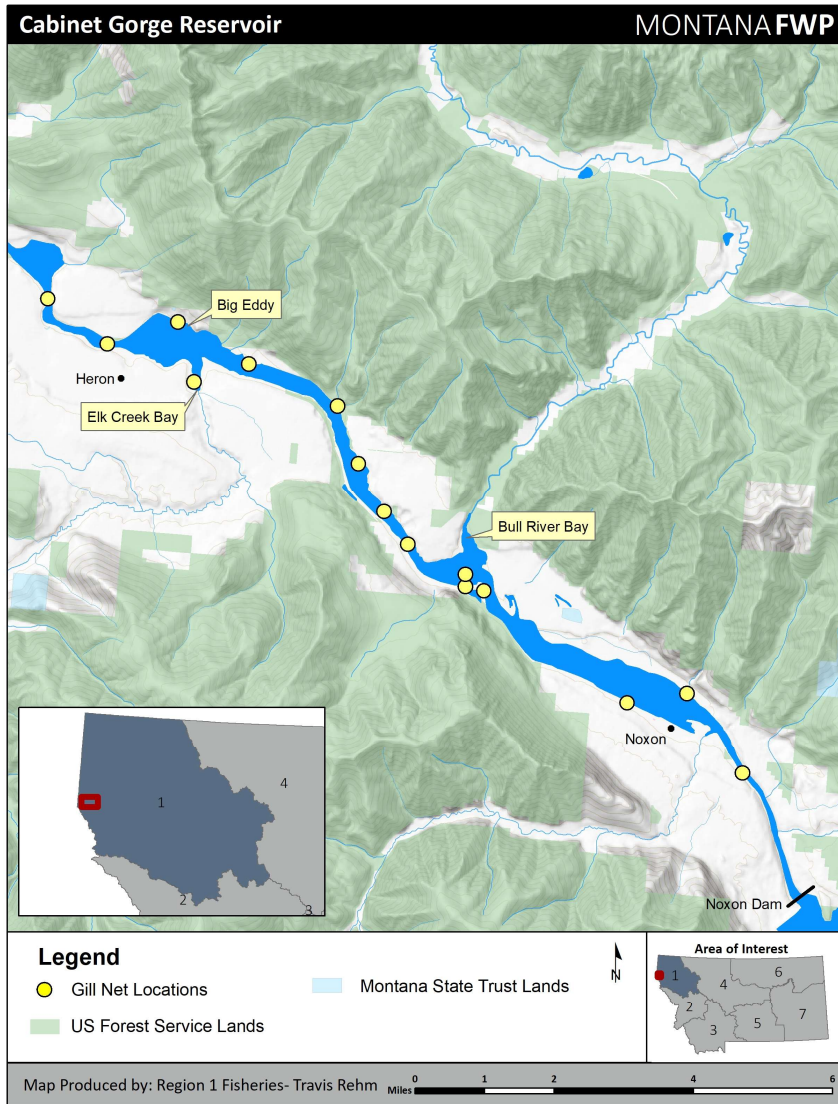 Cabinet Gorge Reservoir
MONTANA FWP
Big Eddy
Heron
Elk Creek Bay
Bull River Bay
Noxon
Noxon Dam
4
1
2
3
Legend
Gill Net Locations
Montana State Trust Lands
US Forest Service Lands
N
Area of Interest
1
4
6
2
3
5
7
Map Produced by: Region 1 Fisheries- Travis Rehm
Miles
0 1 2 4 6